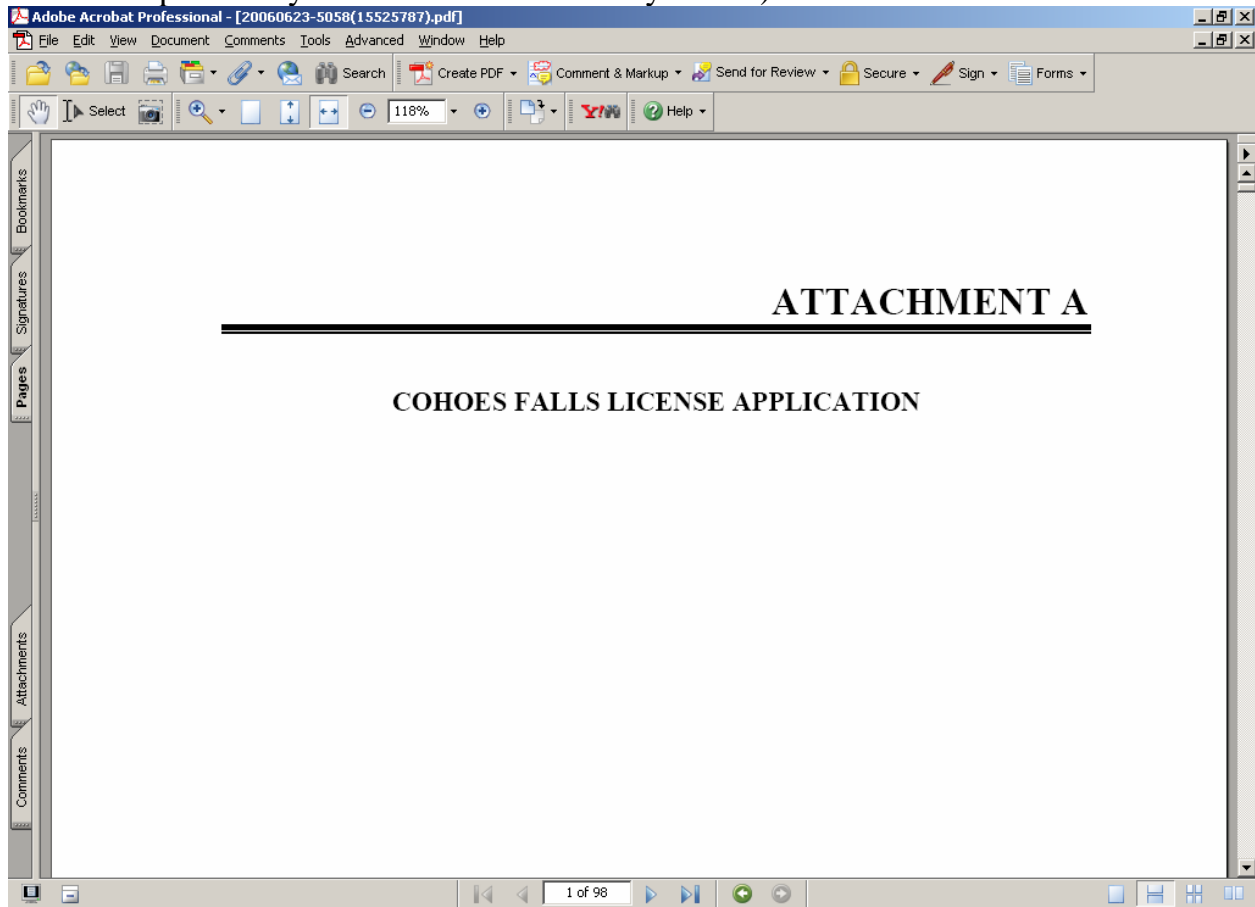 Adobe Acrobat Professional - [20060623-5058(15525787).pdf]
File Edit View Document Comments Tools Advanced Window Help
Search Create PDF Comment & Markup Send for Review Secure Sign Forms
Select 118% Y! Help
Bookmarks
Signatures
Pages
Attachments
Comments
ATTACHMENT A
COHOES FALLS LICENSE APPLICATION
1 of 98